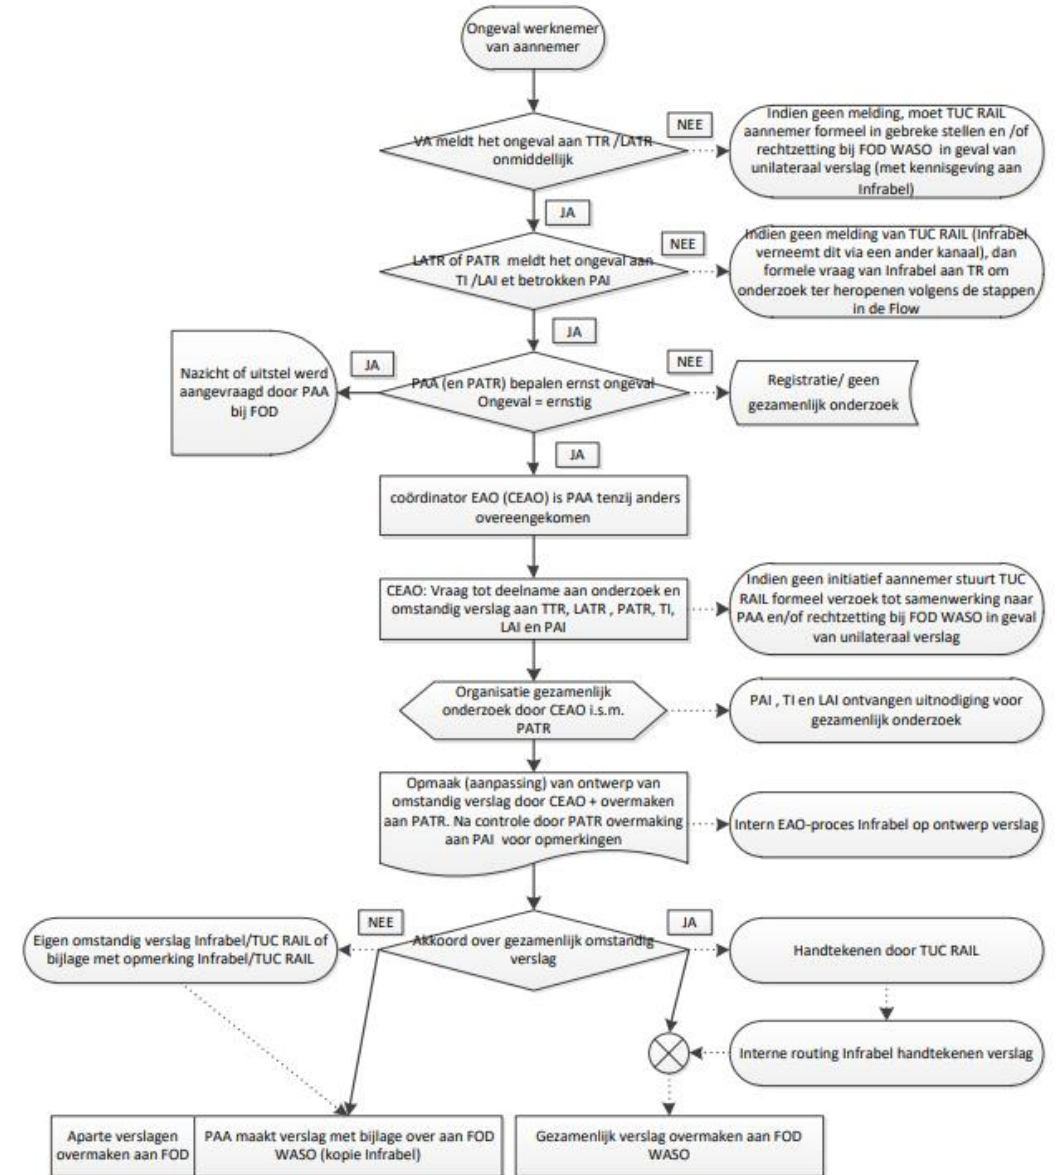 Ongeval werknemer
van aannemer
VA meldt het ongeval aan TTR /LATR
onmiddellijk
NEE
Indien geen melding, moet TUC RAIL
aannemer formeel in gebreke stellen en /of
rechtzetting bij FOD WASO in geval van
unilateraal verslag (met kennisgeving aan
Infrabel)
JA
LATR of PATR meldt het ongeval aan
TI /LAI et betrokken PAI
NEE
Indien geen melding van TUC RAIL (Infrabel
verneemt dit via een ander kanaal), dan
formele vraag van Infrabel aan TR om
onderzoek ter heropenen volgens de stappen
in de Flow
JA
PAA (en PATR) bepalen ernst ongeval
Ongeval = ernstig
JA
Nazicht of uitstel werd
aangevraagd door PAA
bij FOD
NEE
Registratie/ geen
gezamenlijk onderzoek
JA
coördinator EAO (CEAO) is PAA tenzij anders
overeengekomen
CEAO: Vraag tot deelname aan onderzoek en
omstandig verslag aan TTR, LATR , PATR, TI,
LAI en PAI
Indien geen initiatief aannemer stuurt TUC
RAIL formeel verzoek tot samenwerking naar
PAA en/of rechtzetting bij FOD WASO in geval
van unilateraal verslag
Organisatie gezamenlijk
onderzoek door CEAO i.s.m.
PATR
PAI , TI en LAI ontvangen uitnodiging voor
gezamenlijk onderzoek
Opmaak (aanpassing) van ontwerp van
omstandig verslag door CEAO + overmaken
aan PATR. Na controle door PATR overmaking
aan PAI voor opmerkingen
Intern EAO-proces Infrabel op ontwerp verslag
Akkoord over gezamenlijk omstandig
verslag
NEE
Eigen omstandig verslag Infrabel/TUC RAIL of
bijlage met opmerking Infrabel/TUC RAIL
JA
Handtekenen door TUC RAIL
Interne routing Infrabel handtekenen verslag
Aparte verslagen
overmaken aan FOD
PAA maakt verslag met bijlage over aan FOD
WASO (kopie Infrabel)
Gezamenlijk verslag overmaken aan FOD
WASO